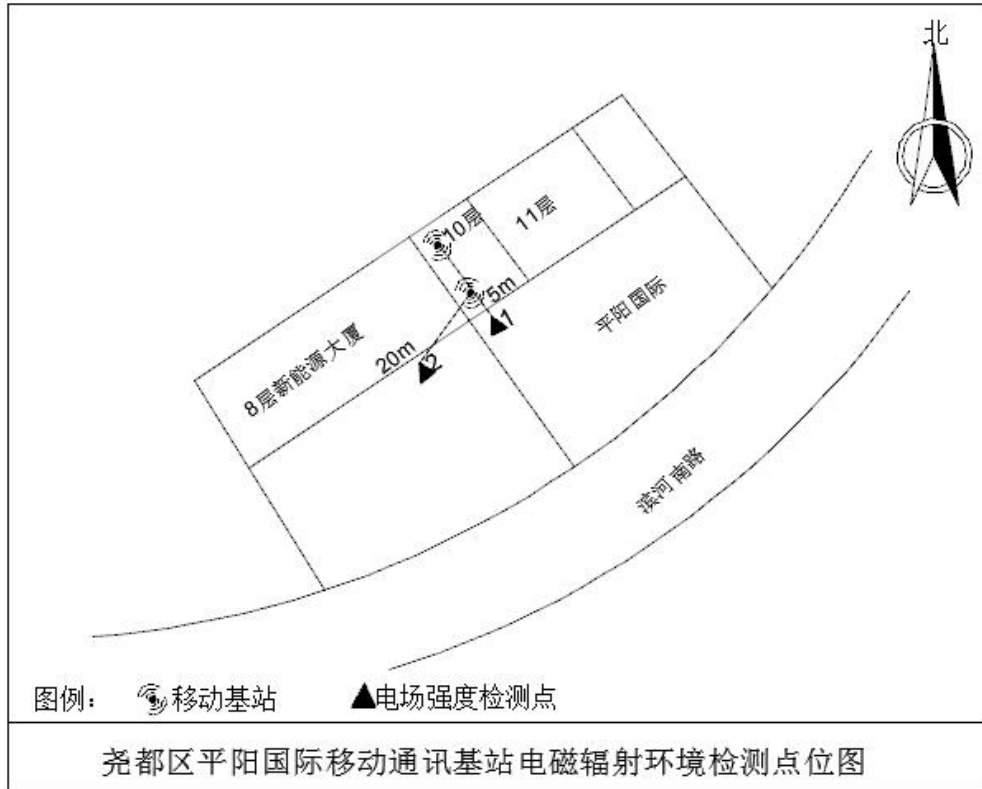 北
10层
11层
5m
1
平阳国际
8层新能源大厦
20m
2
滨河南路
图例：
移动基站
电场强度检测点
尧都区平阳国际移动通讯基站电磁辐射环境检测点位图